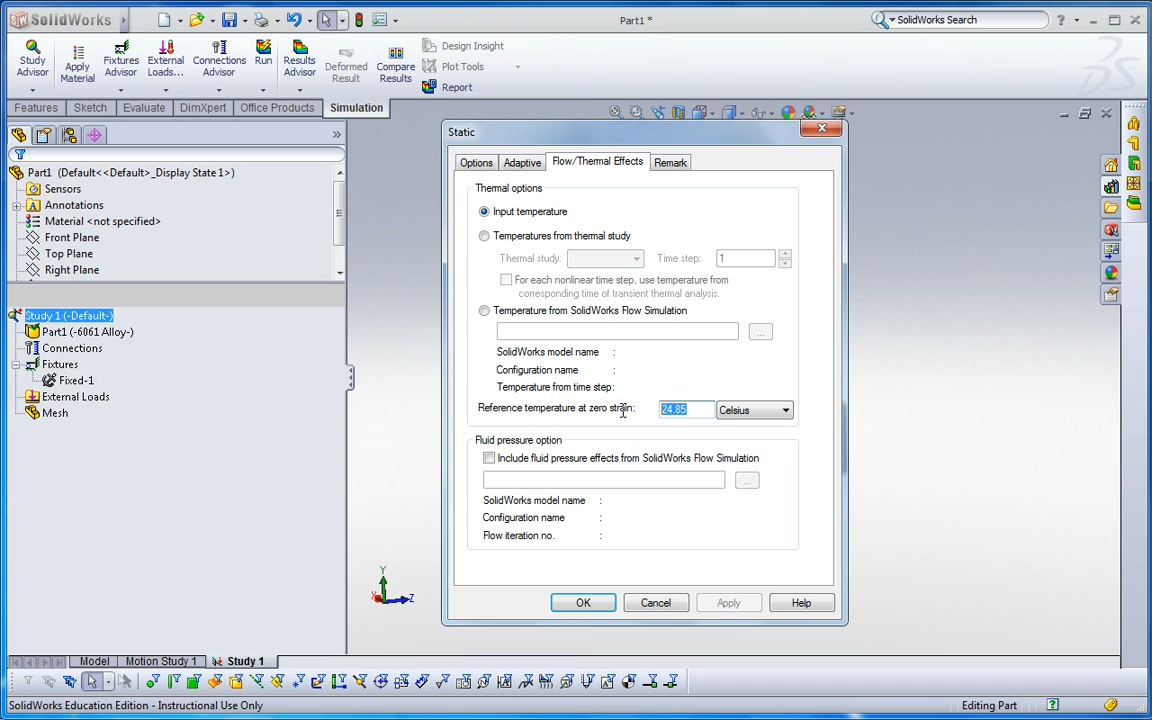 SolidWorks
Part1 *
SolidWorks Search
Study Advisor
Apply Material
Fixtures Advisor
External Loads...
Connections Advisor
Run
Results Advisor
Deformed Result
Compare Results
Design Insight
Plot Tools
Report
Features
Sketch
Evaluate
DimXpert
Office Products
Simulation
Part1 (Default<<Default>_Display State 1>)
Sensors
Annotations
Material <not specified>
Front Plane
Top Plane
Right Plane
Study 1 (-Default-)
Part1 (-6061 Alloy-)
Connections
Fixtures
Fixed-1
External Loads
Mesh
Static
Options
Adaptive
Flow/Thermal Effects
Remark
Thermal options
Input temperature
Temperatures from thermal study
Thermal study:
Time step:
1
For each nonlinear time step, use temperature from
corresponding time of transient thermal analysis.
Temperature from SolidWorks Flow Simulation
...
SolidWorks model name :
Configuration name :
Temperature from time step:
Reference temperature at zero strain:
24.85
Celsius
Fluid pressure option
Include fluid pressure effects from SolidWorks Flow Simulation
...
SolidWorks model name :
Configuration name :
Flow iteration no. :
OK
Cancel
Apply
Help
Y
X
Z
Model
Motion Study 1
Study 1
SolidWorks Education Edition - Instructional Use Only
Editing Part